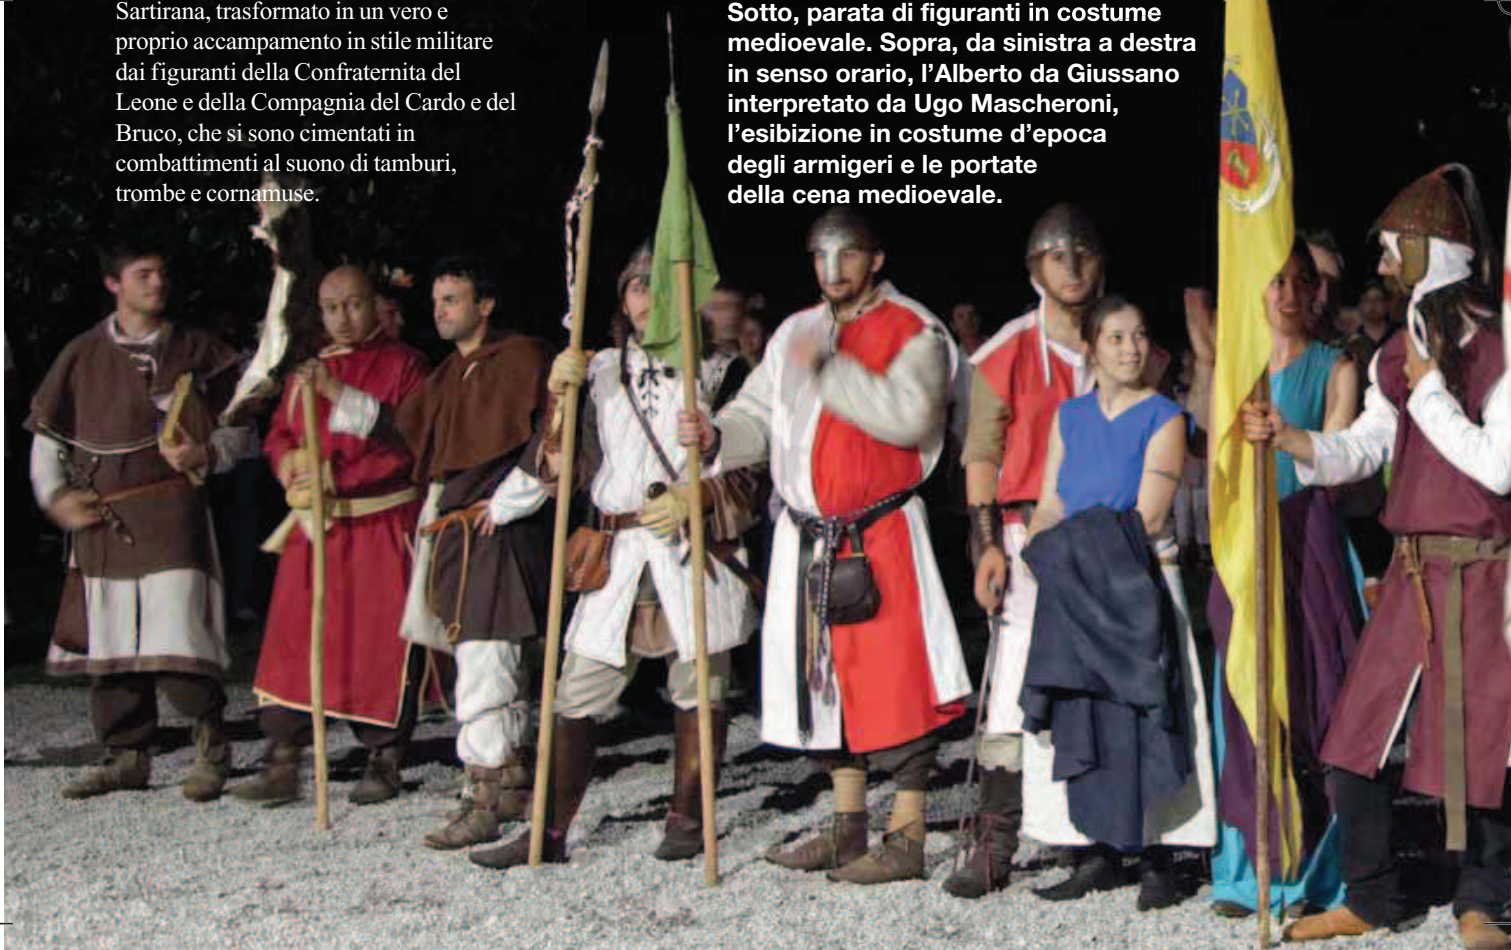 Sartirana, trasformato in un vero e
proprio accampamento in stile militare
dai figuranti della Confraternita del
Leone e della Compagnia del Cardo e del
Bruco, che si sono cimentati in
combattimenti al suono di tamburi,
trombe e cornamuse.
Sotto, parata di figuranti in costume
medioevale. Sopra, da sinistra a destra
in senso orario, l’Alberto da Giussano
interpretato da Ugo Mascheroni,
l’esibizione in costume d’epoca
degli armigeri e le portate
della cena medioevale.